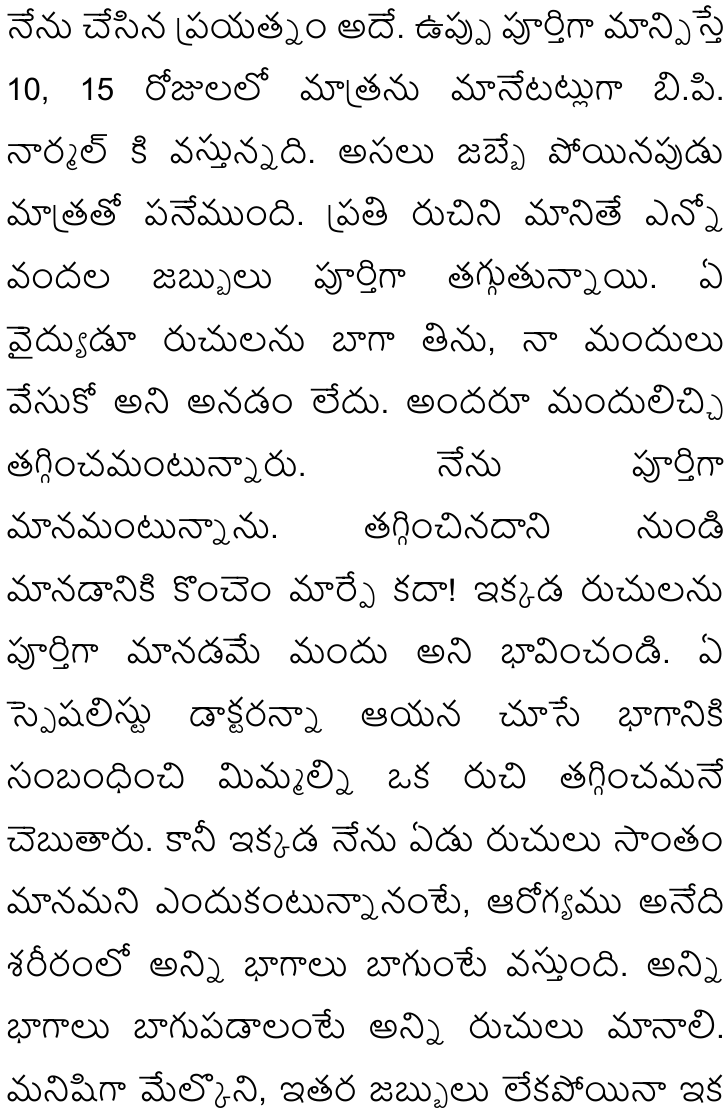 నేను చేసిన ప్రయత్నం అదే. ఉప్పు పూర్తిగా మాన్పిస్తే
10, 15 రోజులలో మాత్రను మానేటట్లుగా బి.పి.
నార్మల్ కి వస్తున్నది. అసలు జబ్బే పోయినపుడు
మాత్రతో పనేముంది. ప్రతి రుచిని మానితే ఎన్నో
వందల జబ్బులు పూర్తిగా తగ్గుతున్నాయి. ఏ
వైద్యుడూ రుచులను బాగా తిను, నా మందులు
వేసుకో అని అనడం లేదు. అందరూ మందులిచ్చి
తగ్గించమంటున్నారు. నేను పూర్తిగా
మానమంటున్నాను. తగ్గించినదాని నుండి
మానడానికి కొంచెం మార్పే కదా! ఇక్కడ రుచులను
పూర్తిగా మానడమే మందు అని భావించండి. ఏ
స్పెషలిస్టు డాక్టరన్నా ఆయన చూసే భాగానికి
సంబంధించి మిమ్మల్ని ఒక రుచి తగ్గించమనే
చెబుతారు. కానీ ఇక్కడ నేను ఏడు రుచులు సాంతం
మానమని ఎందుకంటున్నానంటే, ఆరోగ్యము అనేది
శరీరంలో అన్ని భాగాలు బాగుంటే వస్తుంది. అన్ని
భాగాలు బాగుపడాలంటే అన్ని రుచులు మానాలి.
మనిషిగా మేల్కొని, ఇతర జబ్బులు లేకపోయినా ఇక